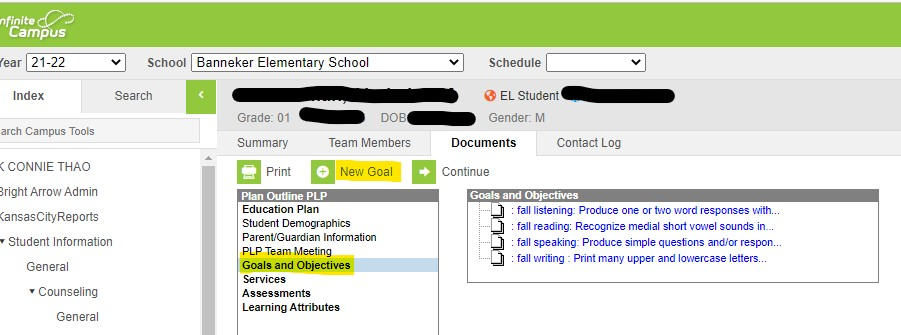 nfinite
Campus
Year 21-22 School Banneker Elementary School Schedule
Index Search <
earch Campus Tools
EL Student
Grade: 01 DOB Gender: M
Summary Team Members Documents Contact Log
K CONNIE THAO
Bright Arrow Admin
KansasCityReports
Student Information
General
Counseling
General
Print New Goal Continue
Plan Outline PLP
Education Plan
Student Demographics
Parent/Guardian Information
PLP Team Meeting
Goals and Objectives
Services
Assessments
Learning Attributes
Goals and Objectives
: fall listening: Produce one or two word responses with...
: fall reading: Recognize medial short vowel sounds in...
: fall speaking: Produce simple questions and/or respon...
: fall writing : Print many upper and lowercase letters...